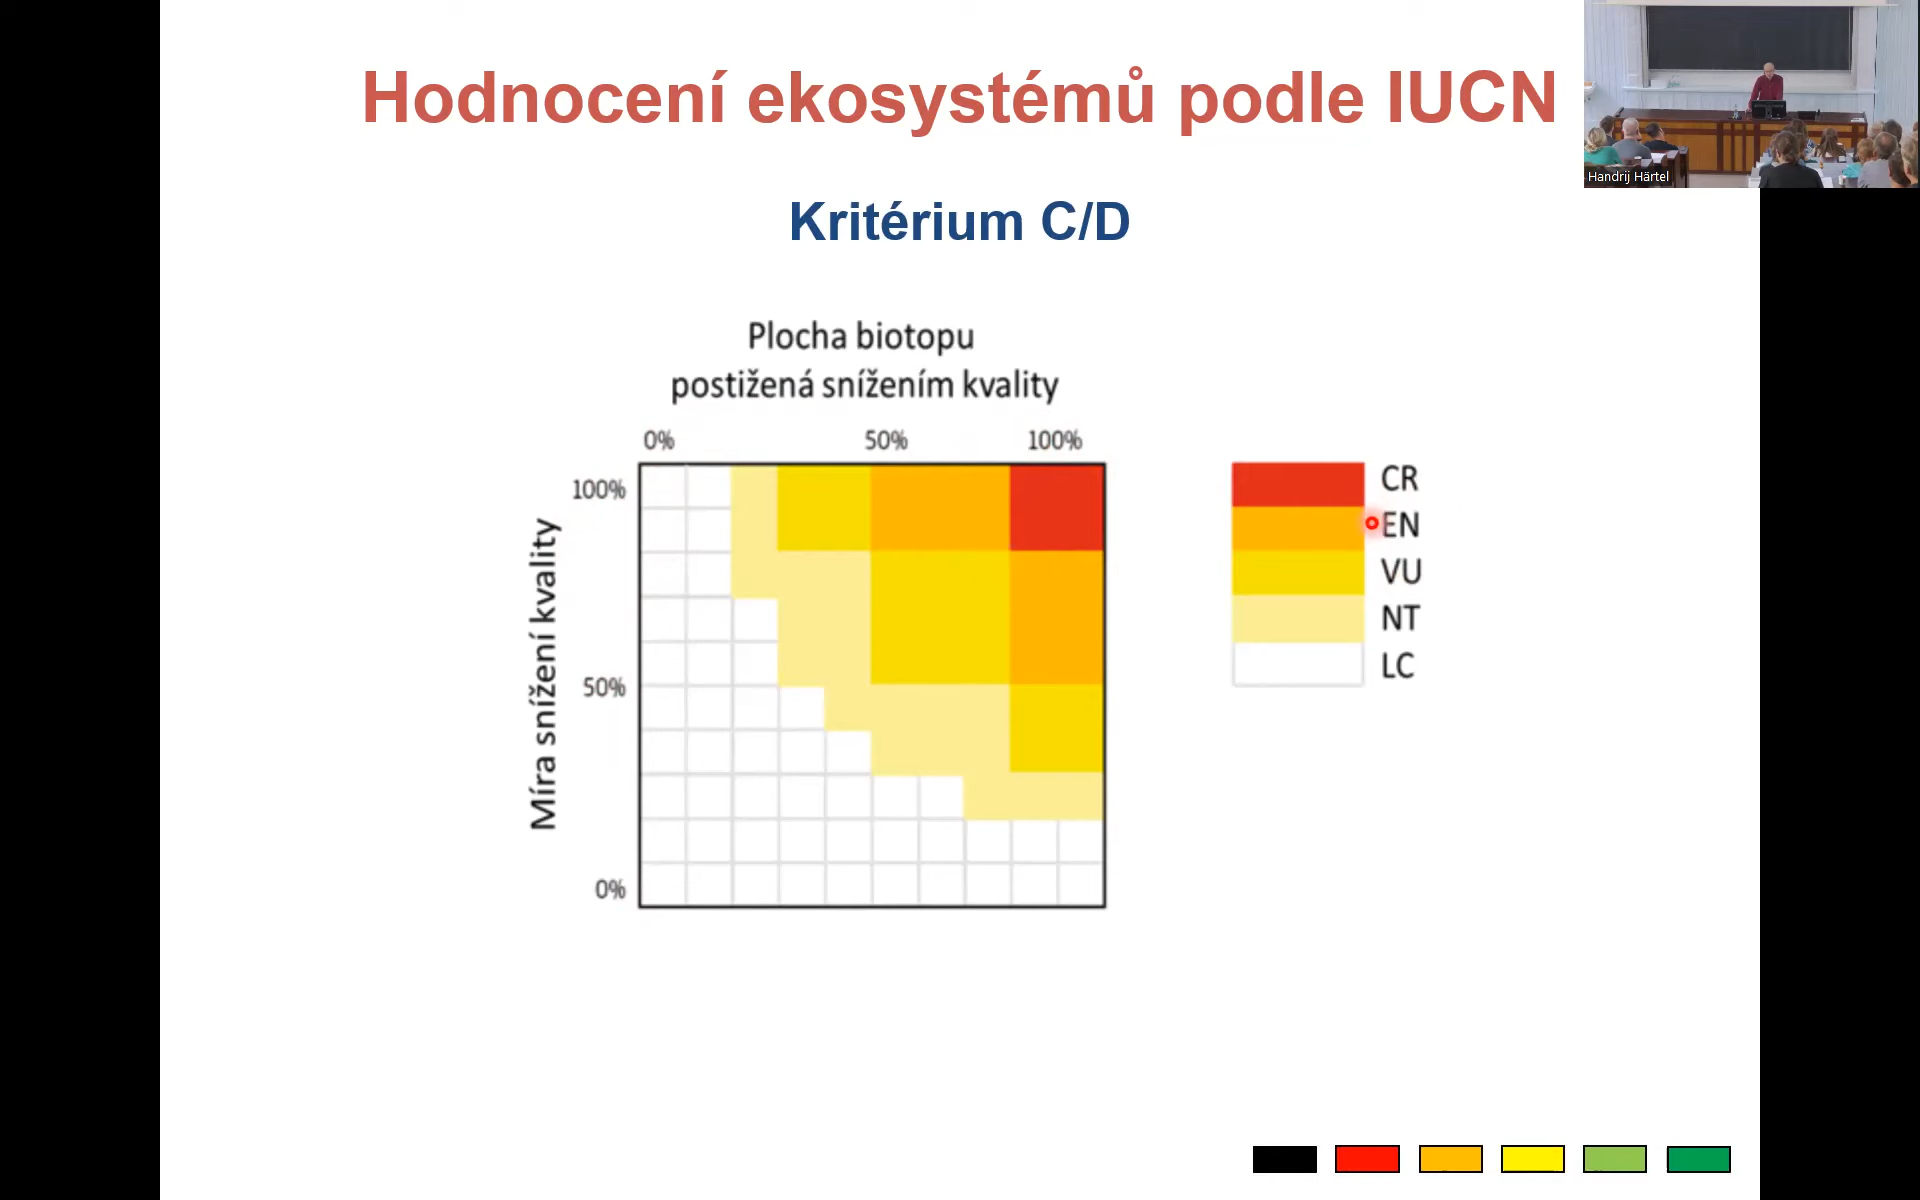 Hodnocení ekosystémů podle IUCN
Handrij Härtel
Kritérium C/D
Plocha biotopu
postižená snížením kvality
0% 50% 100%
100%
50%
0%
Míra snížení kvality
CR
EN
VU
NT
LC